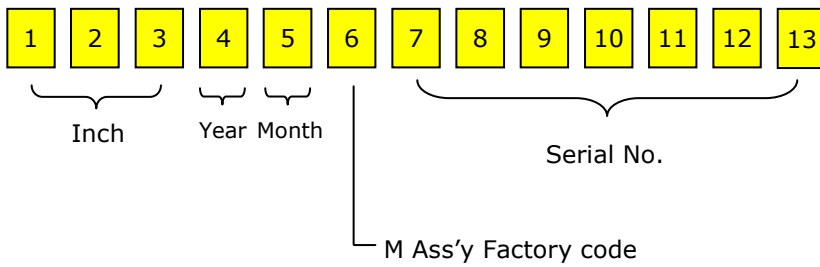 1 2 3 4 5 6 7 8 9 10 11 12 13
Inch Year Month
Serial No.
M Ass'y Factory code